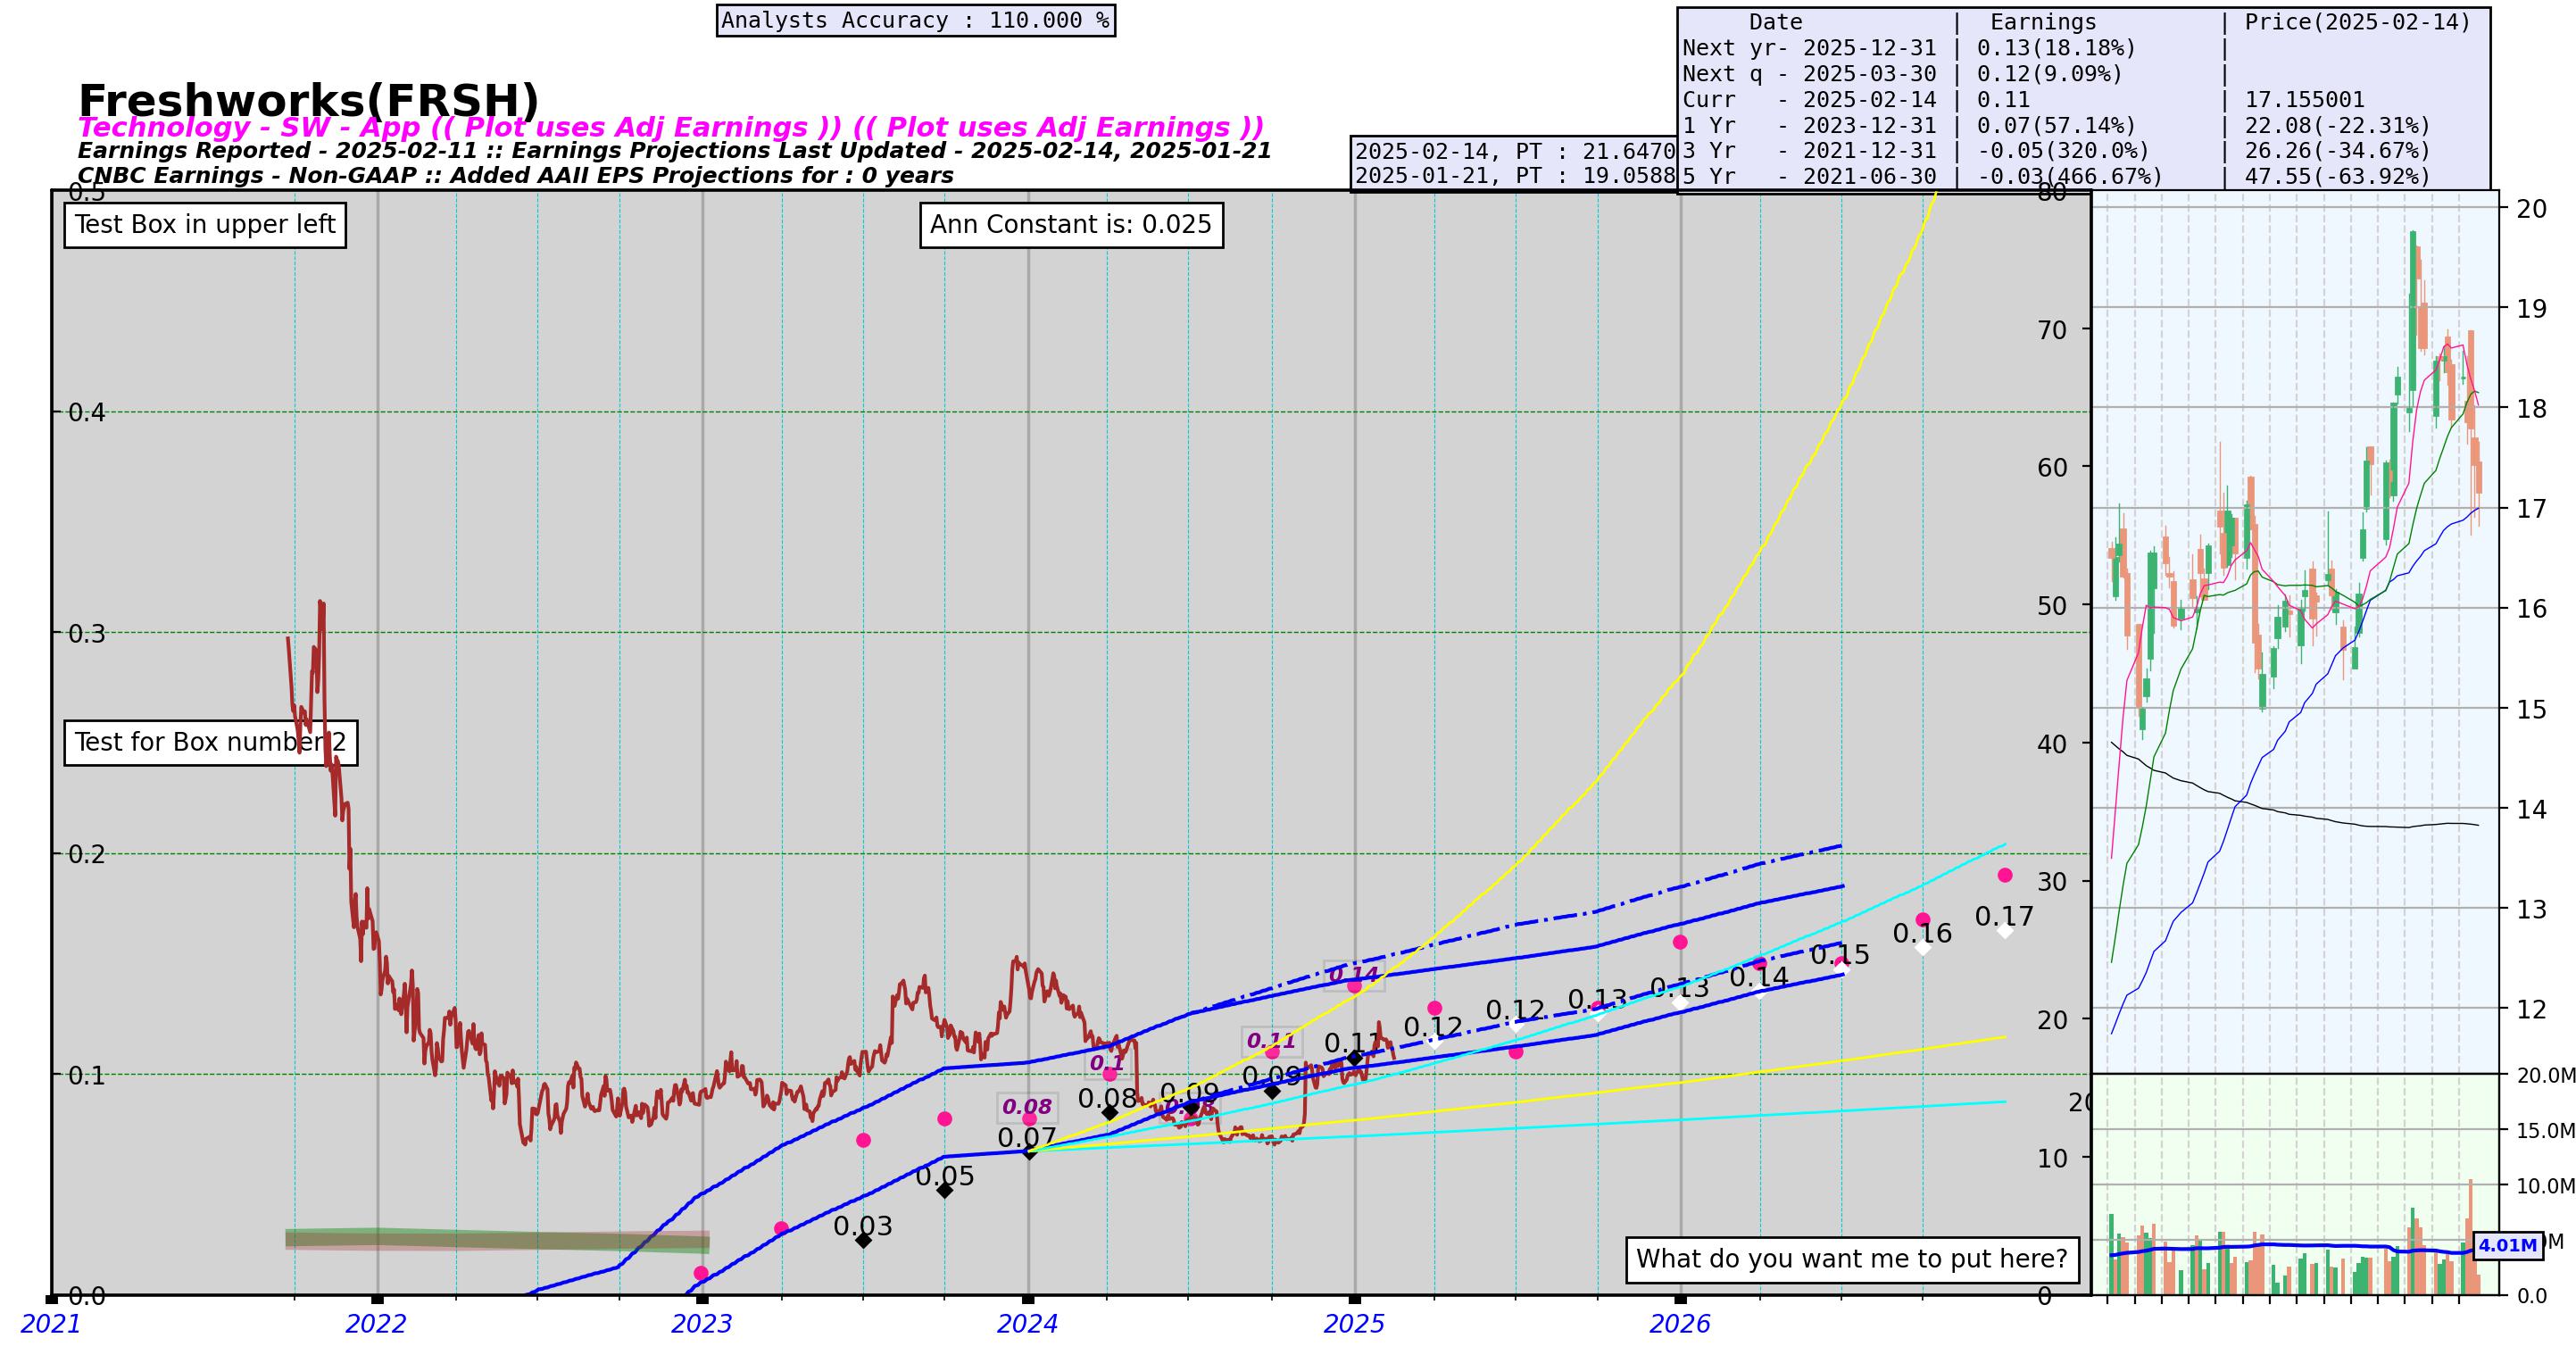 Analysts Accuracy : 110.000 %
Date | Earnings | Price(2025-02-14)
Next yr- 2025-12-31 | 0.13(18.18%) |
Next q - 2025-03-30 | 0.12(9.09%) |
Curr - 2025-02-14 | 0.11 | 17.155001
1 Yr - 2023-12-31 | 0.07(57.14%) | 22.08(-22.31%)
3 Yr - 2021-12-31 | -0.05(320.0%) | 26.26(-34.67%)
5 Yr - 2021-06-30 | -0.03(466.67%) | 47.55(-63.92%)
Freshworks(FRSH)
Technology - SW - App (( Plot uses Adj Earnings )) (( Plot uses Adj Earnings ))
Earnings Reported - 2025-02-11 :: Earnings Projections Last Updated - 2025-02-14, 2025-01-21
CNBC Earnings - Non-GAAP :: Added AAII EPS Projections for : 0 years
2025-02-14, PT : 21.6470
2025-01-21, PT : 19.0588
Test Box in upper left
Ann Constant is: 0.025
Test for Box number 2
What do you want me to put here?
0.5
0.4
0.3
0.2
0.1
0.0
80
70
60
50
40
30
20
10
0
20
19
18
17
16
15
14
13
12
20.0M
15.0M
10.0M
0.0
4.01M
0.03
0.05
0.07
0.08
0.09
0.09
0.11
0.12
0.12
0.13
0.13
0.14
0.15
0.16
0.17
0.08
0.1
0.11
0.14
2021
2022
2023
2024
2025
2026